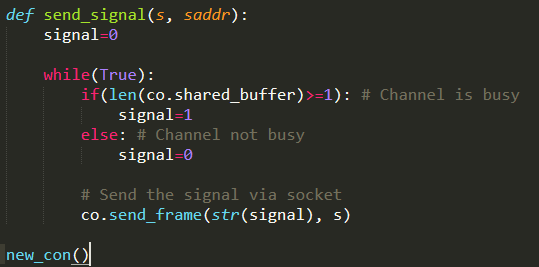 def send_signal(s, saddr):
    signal=0

    while(True):
        if(len(co.shared_buffer)>=1): # Channel is busy
            signal=1
        else: # Channel not busy
            signal=0

        # Send the signal via socket
        co.send_frame(str(signal), s)

new_con()